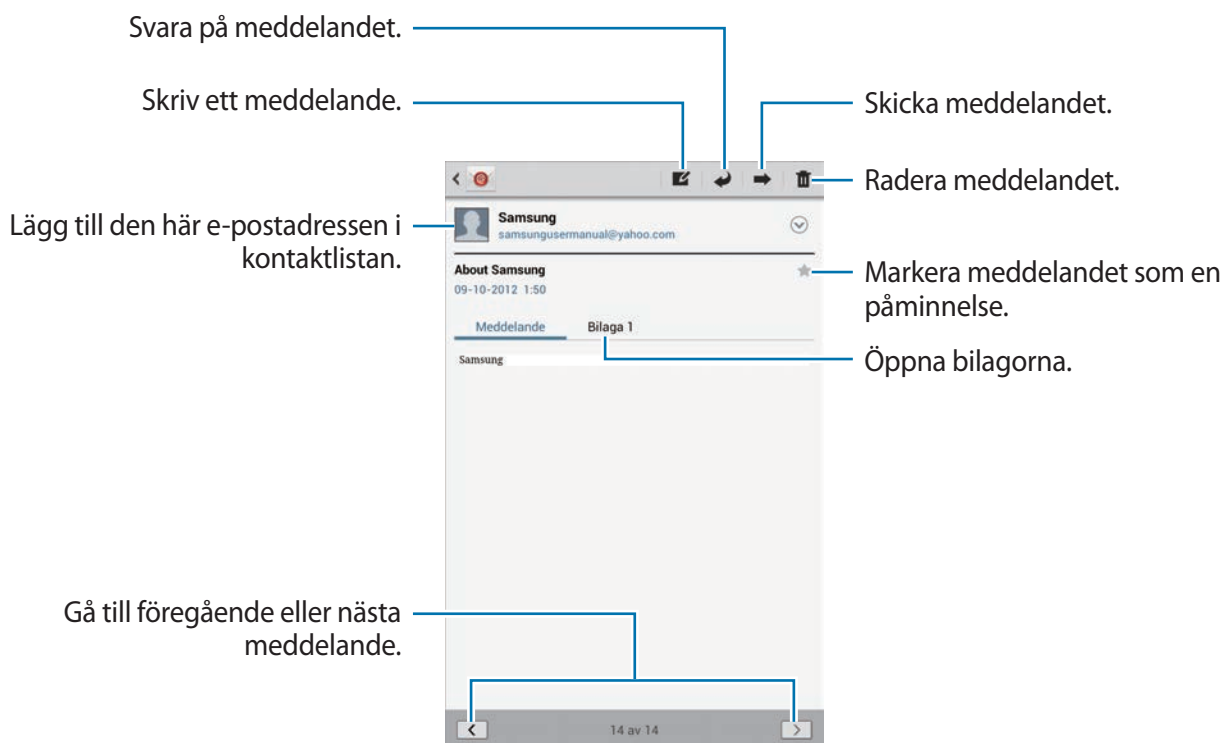 Svara på meddelandet.
Skriv ett meddelande.
Skicka meddelandet.
Radera meddelandet.
Lägg till den här e-postadressen i
kontaktlistan.
Samsung
samsungusermanual@yahoo.com
About Samsung
09-10-2012 1:50
Markera meddelandet som en
påminnelse.
Meddelande
Bilaga 1
Öppna bilagorna.
Samsung
Gå till föregående eller nästa
meddelande.
14 av 14